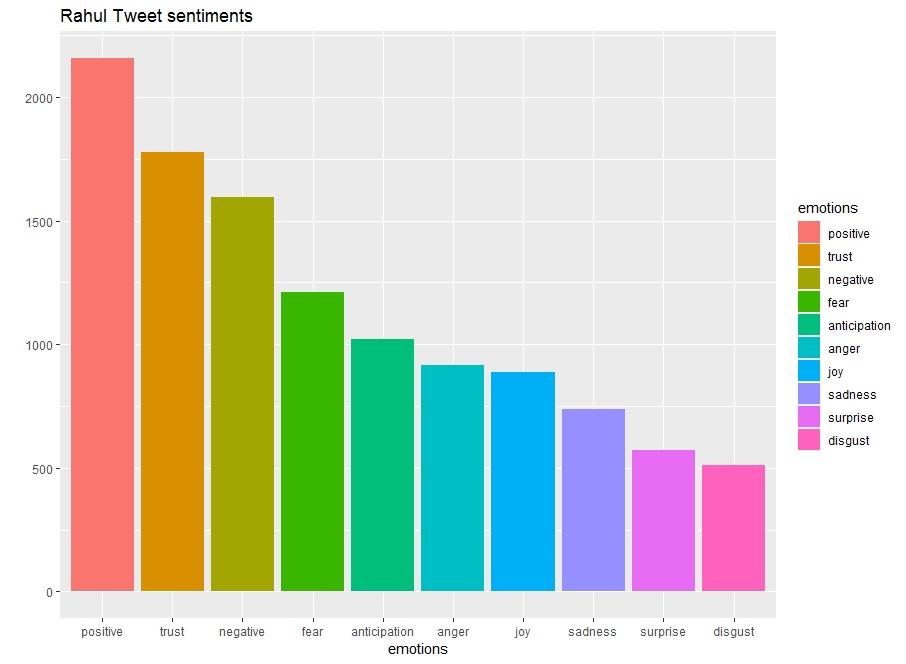 Rahul Tweet sentiments
2000
1500
1000
500
0
positive trust negative fear anticipation anger joy sadness surprise disgust
emotions
emotions
positive
trust
negative
fear
anticipation
anger
joy
sadness
surprise
disgust